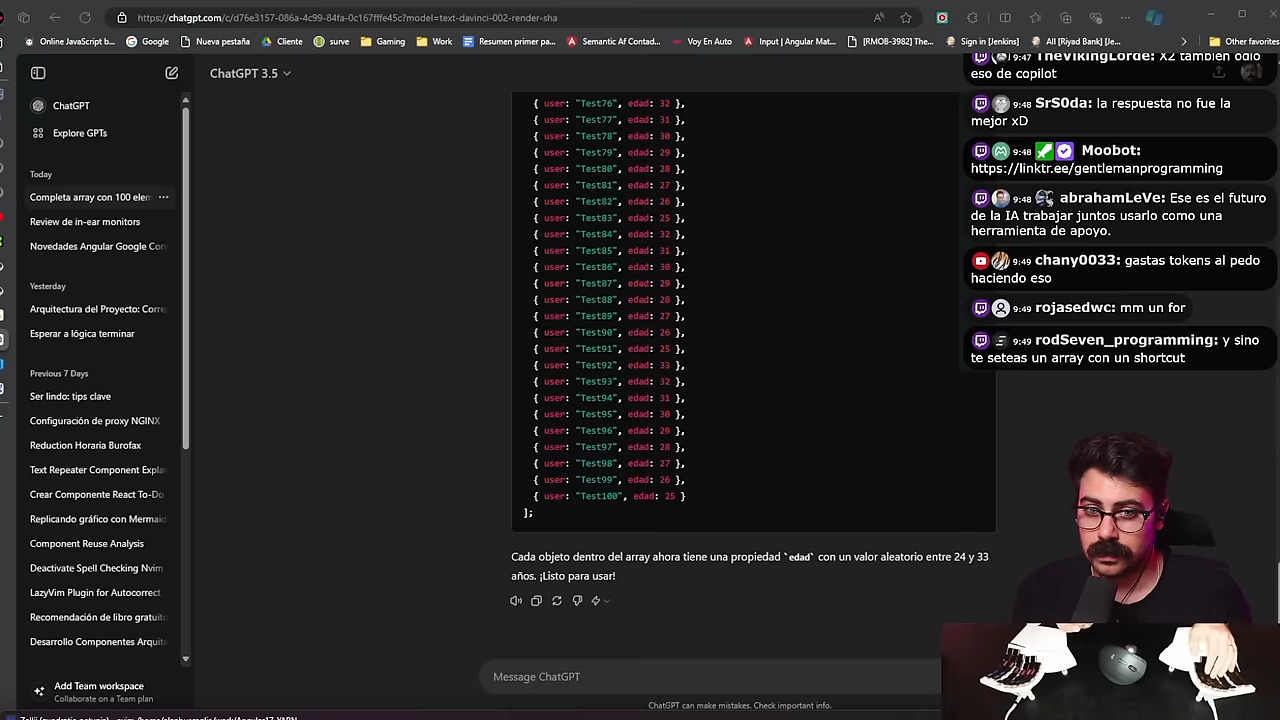 https://chatgpt.com/c/d76e3157-086a-4c99-84fa-0c167fffe45c?model=text-davinci-002-render-sha
Online JavaScript b... Google Nueva pestaña Cliente surve Gaming Work Resumen primer pa... Semantic Af Contad... Voy En Auto Input | Angular Mat... [RMOB-3982] [The... Sign in [Jenkins] All [Riyad Bank] [Je... Other favorites
ChatGPT 3.5
ChatGPT
Explore GPTs
Today
Completa array con 100 elem
Review de in-ear monitors
Novedades Angular Google Con
Yesterday
Arquitectura del Proyecto: Corre
Esperar a lógica terminar
Previous 7 Days
Ser lindo: tips clave
Configuración de proxy NGINX
Reduction Horaria Burofax
Text Repeater Component Expla
Crear Componente React To-Do
Replicando gráfico con Mermaid
Component Reuse Analysis
Deactivate Spell Checking Nvim
LazyVim Plugin for Autocorrect
Recomendación de libro gratuito
Desarrollo Componentes Arquite
Add Team workspace
Collaborate on a Team plan
{ user: "Test76", edad: 32 },
{ user: "Test77", edad: 31 },
{ user: "Test78", edad: 30 },
{ user: "Test79", edad: 29 },
{ user: "Test80", edad: 28 },
{ user: "Test81", edad: 27 },
{ user: "Test82", edad: 26 },
{ user: "Test83", edad: 25 },
{ user: "Test84", edad: 32 },
{ user: "Test85", edad: 31 },
{ user: "Test86", edad: 30 },
{ user: "Test87", edad: 29 },
{ user: "Test88", edad: 28 },
{ user: "Test89", edad: 27 },
{ user: "Test90", edad: 26 },
{ user: "Test91", edad: 25 },
{ user: "Test92", edad: 33 },
{ user: "Test93", edad: 32 },
{ user: "Test94", edad: 31 },
{ user: "Test95", edad: 30 },
{ user: "Test96", edad: 29 },
{ user: "Test97", edad: 28 },
{ user: "Test98", edad: 27 },
{ user: "Test99", edad: 26 },
{ user: "Test100", edad: 25 }
];
Cada objeto dentro del array ahora tiene una propiedad `edad` con un valor aleatorio entre 24 y 33
años. ¡Listo para usar!
Message ChatGPT
ChatGPT can make mistakes. Check important info.
9:47 TheVikingLorde: X2 también odio
eso de copilot
9:48 SrS0da: la respuesta no fue la
mejor xD
9:48 Moobot:
https://linktr.ee/gentlemanprogramming
9:48 abrahamLeVe: Ese es el futuro
de la IA trabajar juntos usarlo como una
herramienta de apoyo.
9:49 chany0033: gastas tokens al pedo
haciendo eso
9:49 rojasedwc: mm un for
9:49 rodSeven_programming: y sino
te seteas un array con un shortcut